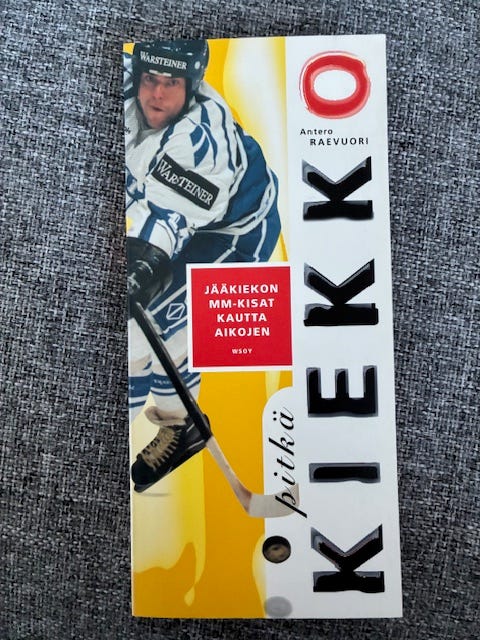 WARSTEINER
Antero
RAEVUORI
WARSTEINER
JÄÄKIEKON
MM-KISAT
KAUTTA
AIKOJEN
WSOY
pitkä
KIEKKO